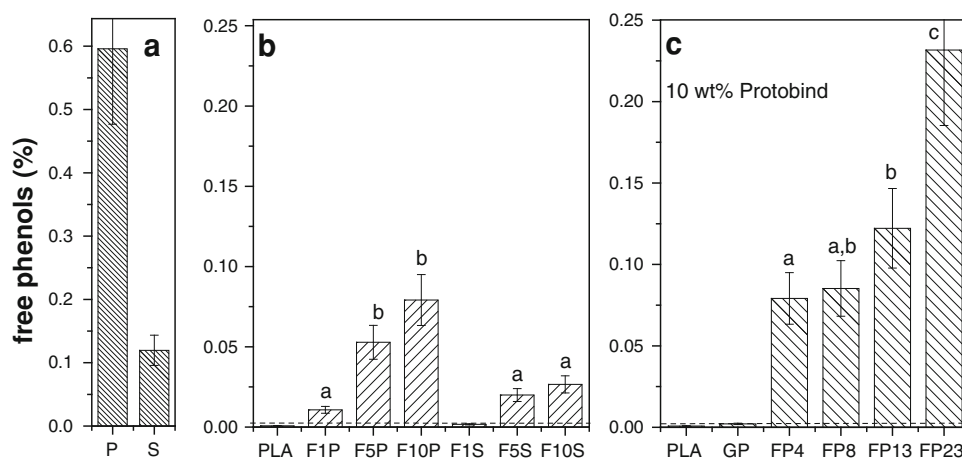 free phenols (%)
a
0.6
0.5
0.4
0.3
0.2
0.1
0.0
P S
b
0.25
0.20
0.15
0.10
0.05
0.00
a
b
b
a
a
PLA F1P F5P F10P F1S F5S F10S
c
10 wt% Protobind
0.25
0.20
0.15
0.10
0.05
0.00
a
a,b
b
c
PLA GP FP4 FP8 FP13 FP23